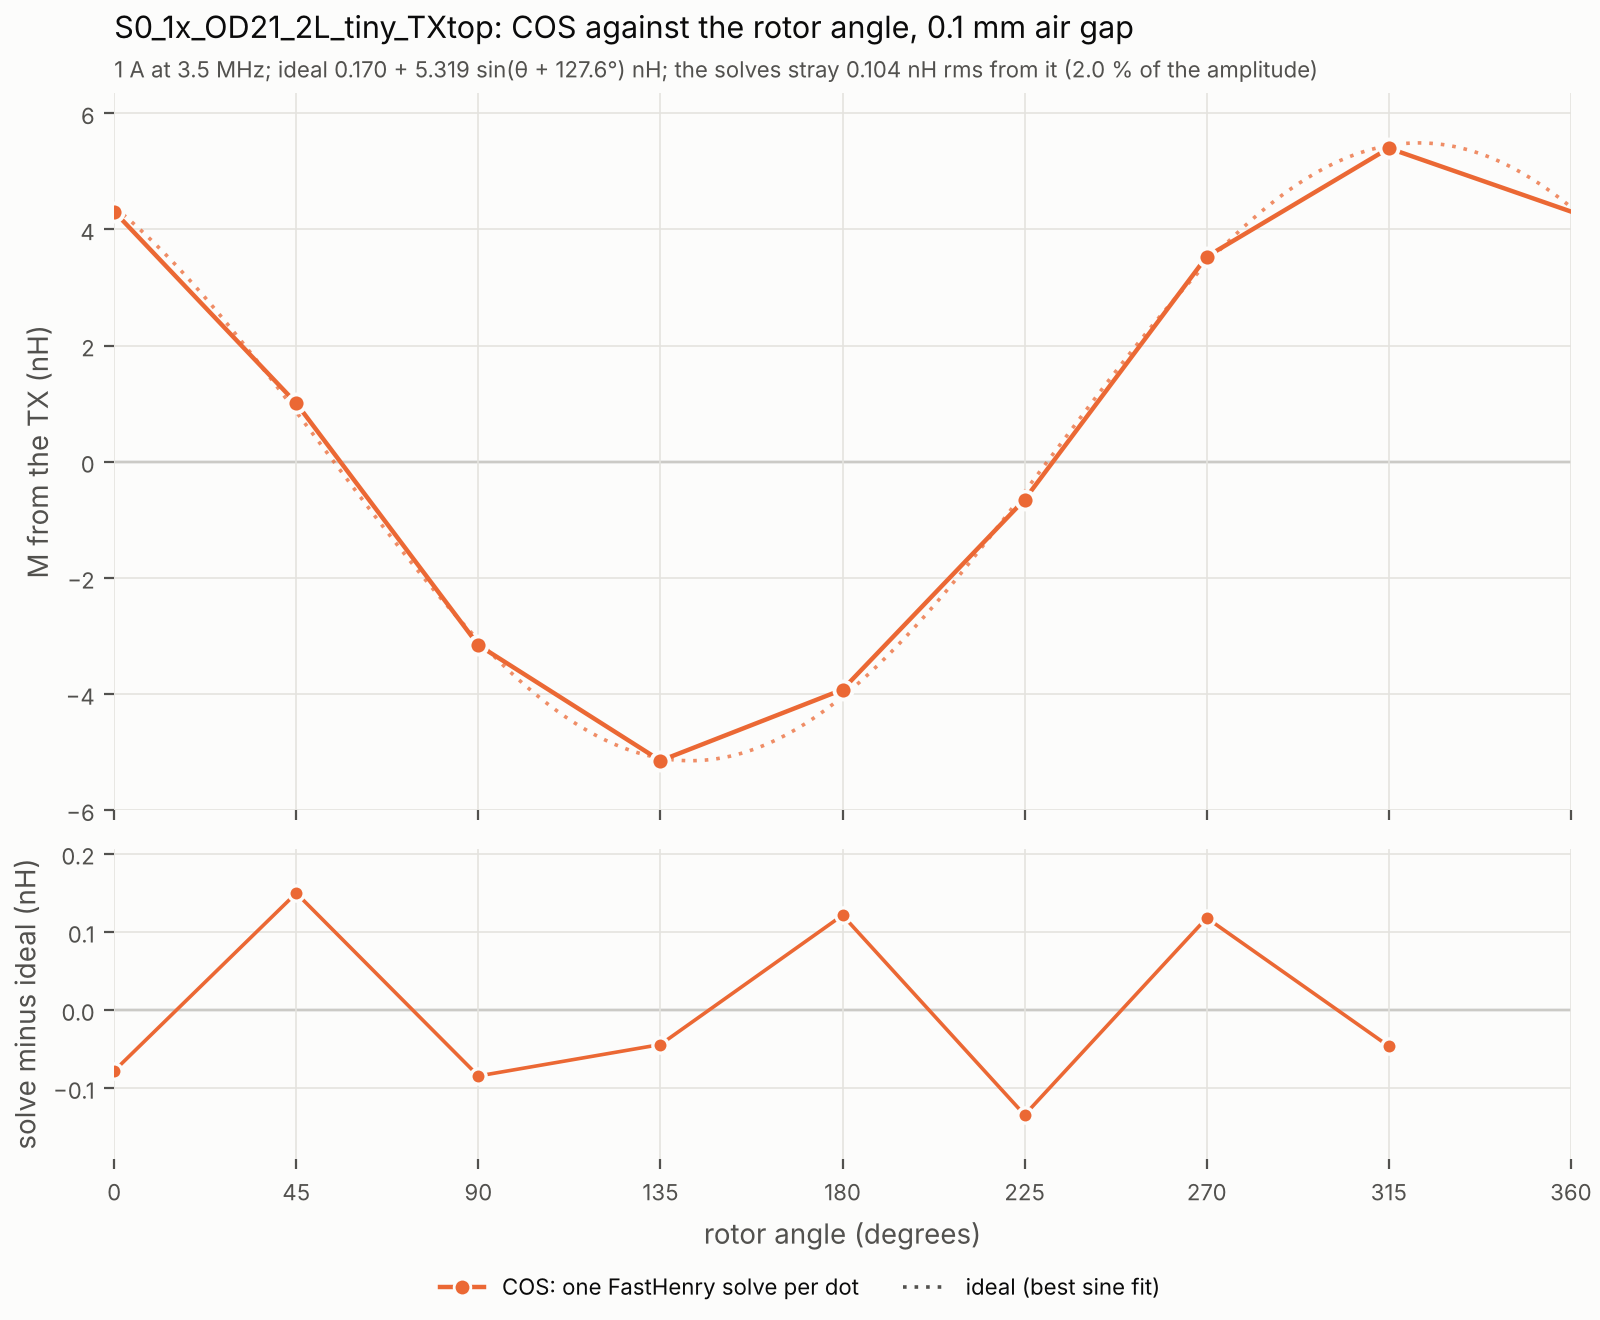 S0_1x_OD21_2L_tiny_TXtop: COS against the rotor angle, 0.1 mm air gap
1 A at 3.5 MHz; ideal 0.170 + 5.319 sin(θ + 127.6°) nH; the solves stray 0.104 nH rms from it (2.0 % of the amplitude)
M from the TX (nH)
6
4
2
0
−2
−4
−6
solve minus ideal (nH)
0.2
0.1
0.0
−0.1
0 45 90 135 180 225 270 315 360
rotor angle (degrees)
COS: one FastHenry solve per dot ideal (best sine fit)